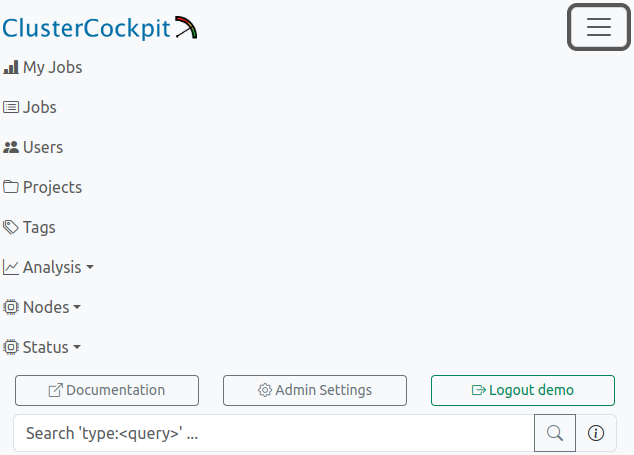 ClusterCockpit
My Jobs
Jobs
Users
Projects
Tags
Analysis
Nodes
Status
Documentation Admin Settings Logout demo
Search 'type:<query>' ...